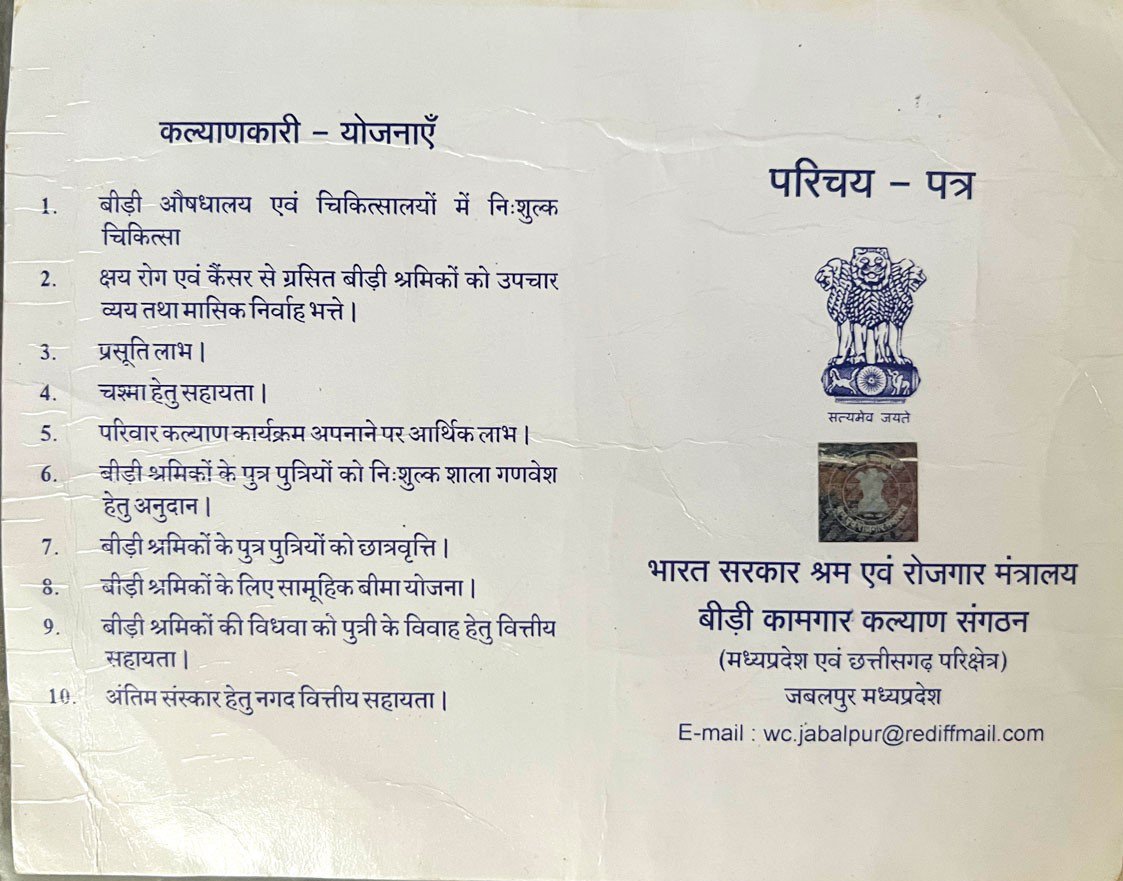 कल्याणकारी – योजनाएँ
1. बीड़ी औषधालय एवं चिकित्सालयों में निःशुल्क
चिकित्सा
2. क्षय रोग एवं कैंसर से ग्रसित बीड़ी श्रमिकों को उपचार
व्यय तथा मासिक निर्वाह भत्ते।
3. प्रसूति लाभ।
4. चश्मा हेतु सहायता।
5. परिवार कल्याण कार्यक्रम अपनाने पर आर्थिक लाभ।
6. बीड़ी श्रमिकों के पुत्र पुत्रियों को निःशुल्क शाला गणवेश
हेतु अनुदान।
7. बीड़ी श्रमिकों के पुत्र पुत्रियों को छात्रवृत्ति।
8. बीड़ी श्रमिकों के लिए सामूहिक बीमा योजना।
9. बीड़ी श्रमिकों की विधवा को पुत्री के विवाह हेतु वित्तीय
सहायता।
10. अंतिम संस्कार हेतु नगद वित्तीय सहायता।
परिचय – पत्र
सत्यमेव जयते
भारत सरकार श्रम एवं रोजगार मंत्रालय
बीड़ी कामगार कल्याण संगठन
(मध्यप्रदेश एवं छत्तीसगढ़ परिक्षेत्र)
जबलपुर मध्यप्रदेश
E-mail : wc.jabalpur@rediffmail.com